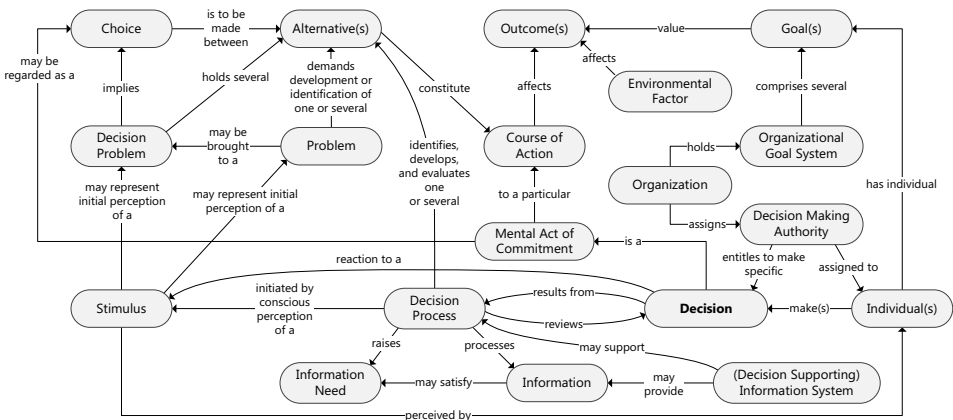 Choice
is to be
made
between
Alternative(s)
Outcome(s)
value
Goal(s)
may be
regarded as a
implies
holds several
demands
development or
identification of
one or several
constitute
affects
affects
Environmental
Factor
comprises several
Decision
Problem
may be
brought
to a
Problem
identifies,
develops,
and evaluates
one
or several
Course of
Action
holds
Organizational
Goal System
may represent
initial perception
of a
may represent initial
perception of a
to a particular
Organization
has individual
assigns
Decision Making
Authority
Mental Act of
Commitment
is a
entitles to make
specific
assigned to
reaction to a
Stimulus
initiated by
conscious
perception
of a
Decision
Process
results from
reviews
Decision
make(s)
Individual(s)
raises
processes
may support
Information
Need
may satisfy
Information
may
provide
(Decision Supporting)
Information System
perceived by